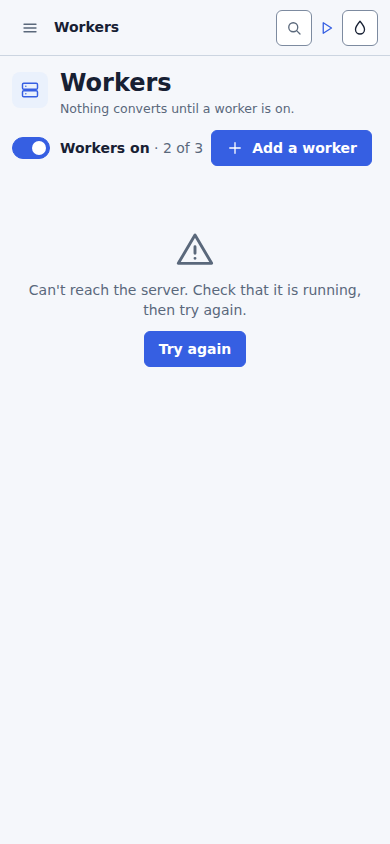 Workers
Workers
Nothing converts until a worker is on.
Workers on · 2 of 3
Add a worker
Can't reach the server. Check that it is running,
then try again.
Try again